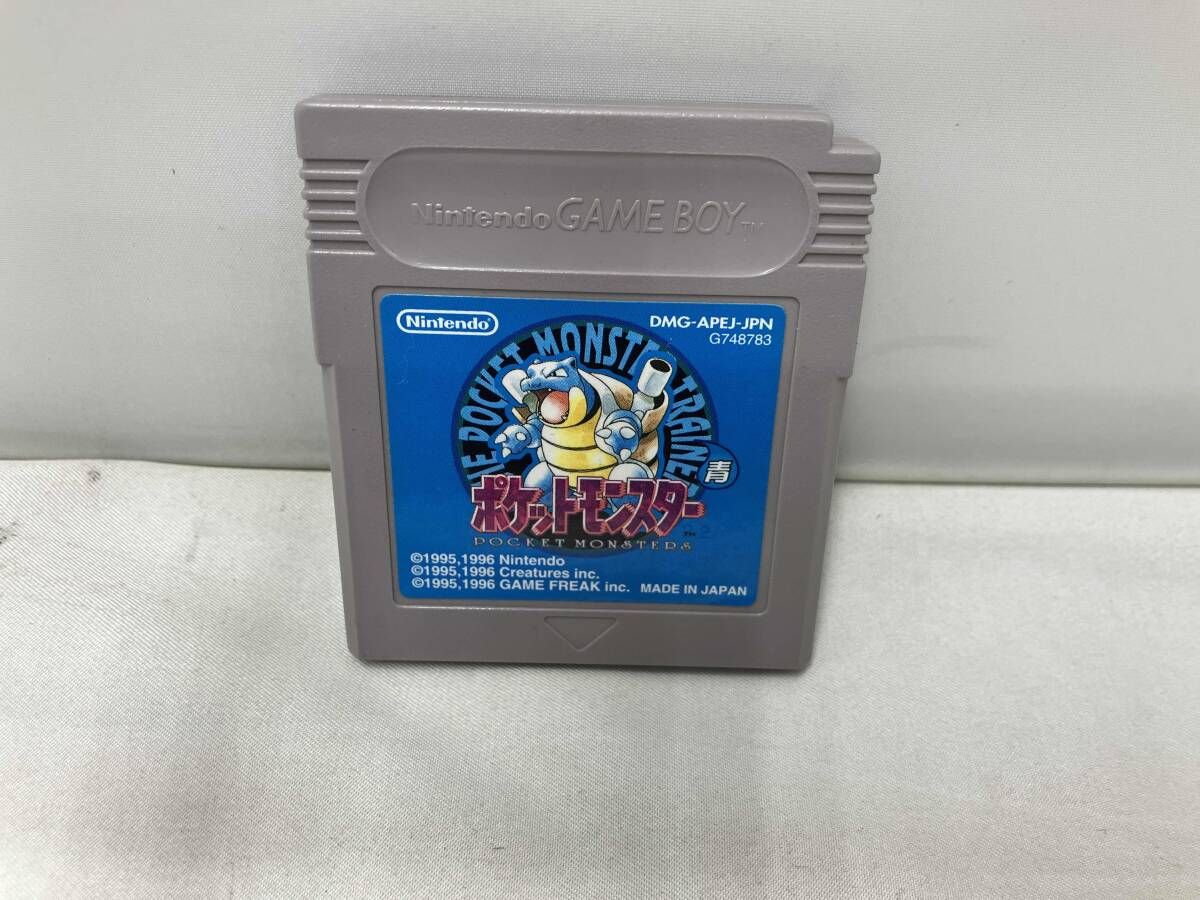 Nintendo GAME BOY™
Nintendo
DMG-APEJ-JPN
G748783
THE POCKET MONSTER TRAINER
青
ポケットモンスター
POCKET MONSTERS
TM
©1995,1996 Nintendo
©1995,1996 Creatures inc.
©1995,1996 GAME FREAK inc. MADE IN JAPAN